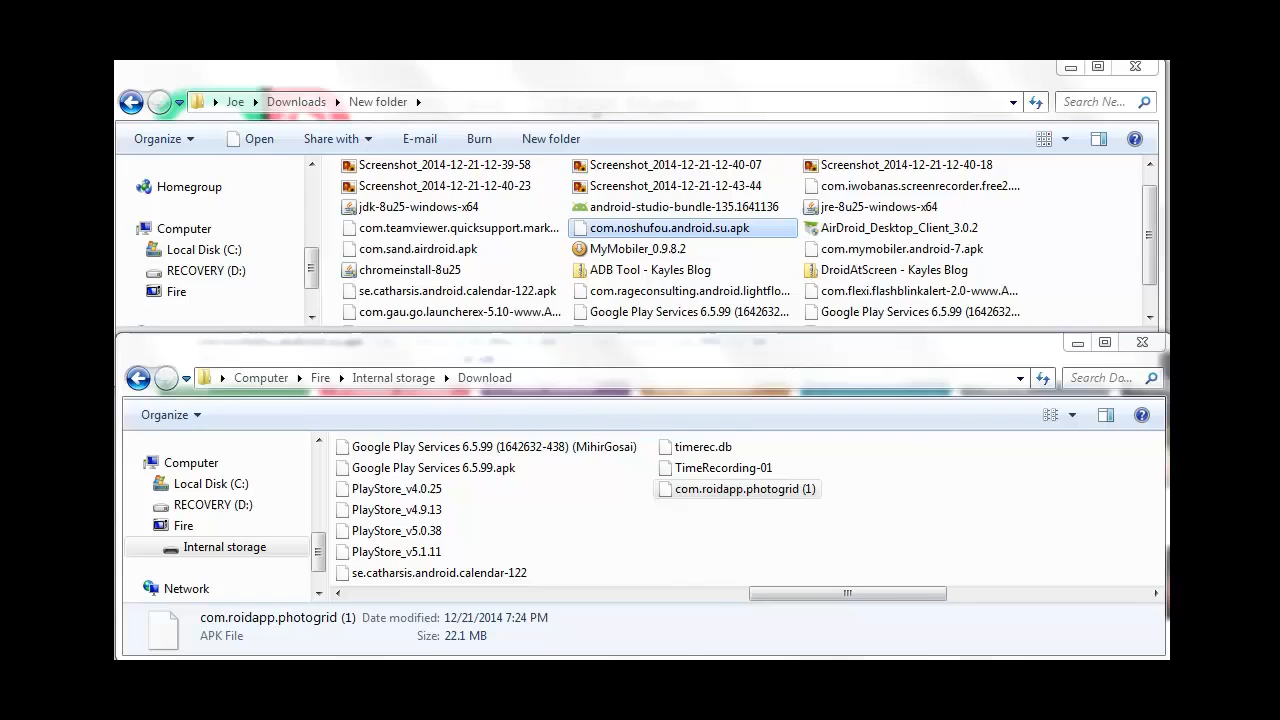 Joe Downloads New folder Search Ne...
Organize Open Share with E-mail Burn New folder
Homegroup
Computer
Local Disk (C:)
RECOVERY (D:)
Fire
Screenshot_2014-12-21-12-39-58 Screenshot_2014-12-21-12-40-07 Screenshot_2014-12-21-12-40-18
Screenshot_2014-12-21-12-40-23 Screenshot_2014-12-21-12-43-44 com.iwobanas.screenrecorder.free2....
jdk-8u25-windows-x64 android-studio-bundle-135.1641136 jre-8u25-windows-x64
com.teamviewer.quicksupport.mark... com.noshufou.android.su.apk AirDroid_Desktop_Client_3.0.2
com.sand.airdroid.apk MyMobiler_0.9.8.2 commymobiler.android-7.apk
chromeinstall-8u25 ADB Tool - Kayles Blog DroidAtScreen - Kayles Blog
se.catharsis.android.calendar-122.apk com.rageconsulting.android.lightflo... com.flexi.flashblinkalert-2.0-www.A...
com.gau.go.launcherex-5.10-www.A... Google Play Services 6.5.99 (1642632... Google Play Services 6.5.99 (1642632...
Computer Fire Internal storage Download Search Do...
Organize
Computer
Local Disk (C:)
RECOVERY (D:)
Fire
Internal storage
Network
Google Play Services 6.5.99 (1642632-438) (MihirGosai) timerec.db
Google Play Services 6.5.99.apk TimeRecording-01
PlayStore_v4.0.25 com.roidapp.photogrid (1)
PlayStore_v4.9.13
PlayStore_v5.0.38
PlayStore_v5.1.11
se.catharsis.android.calendar-122
com.roidapp.photogrid (1) Date modified: 12/21/2014 7:24 PM
APK File Size: 22.1 MB